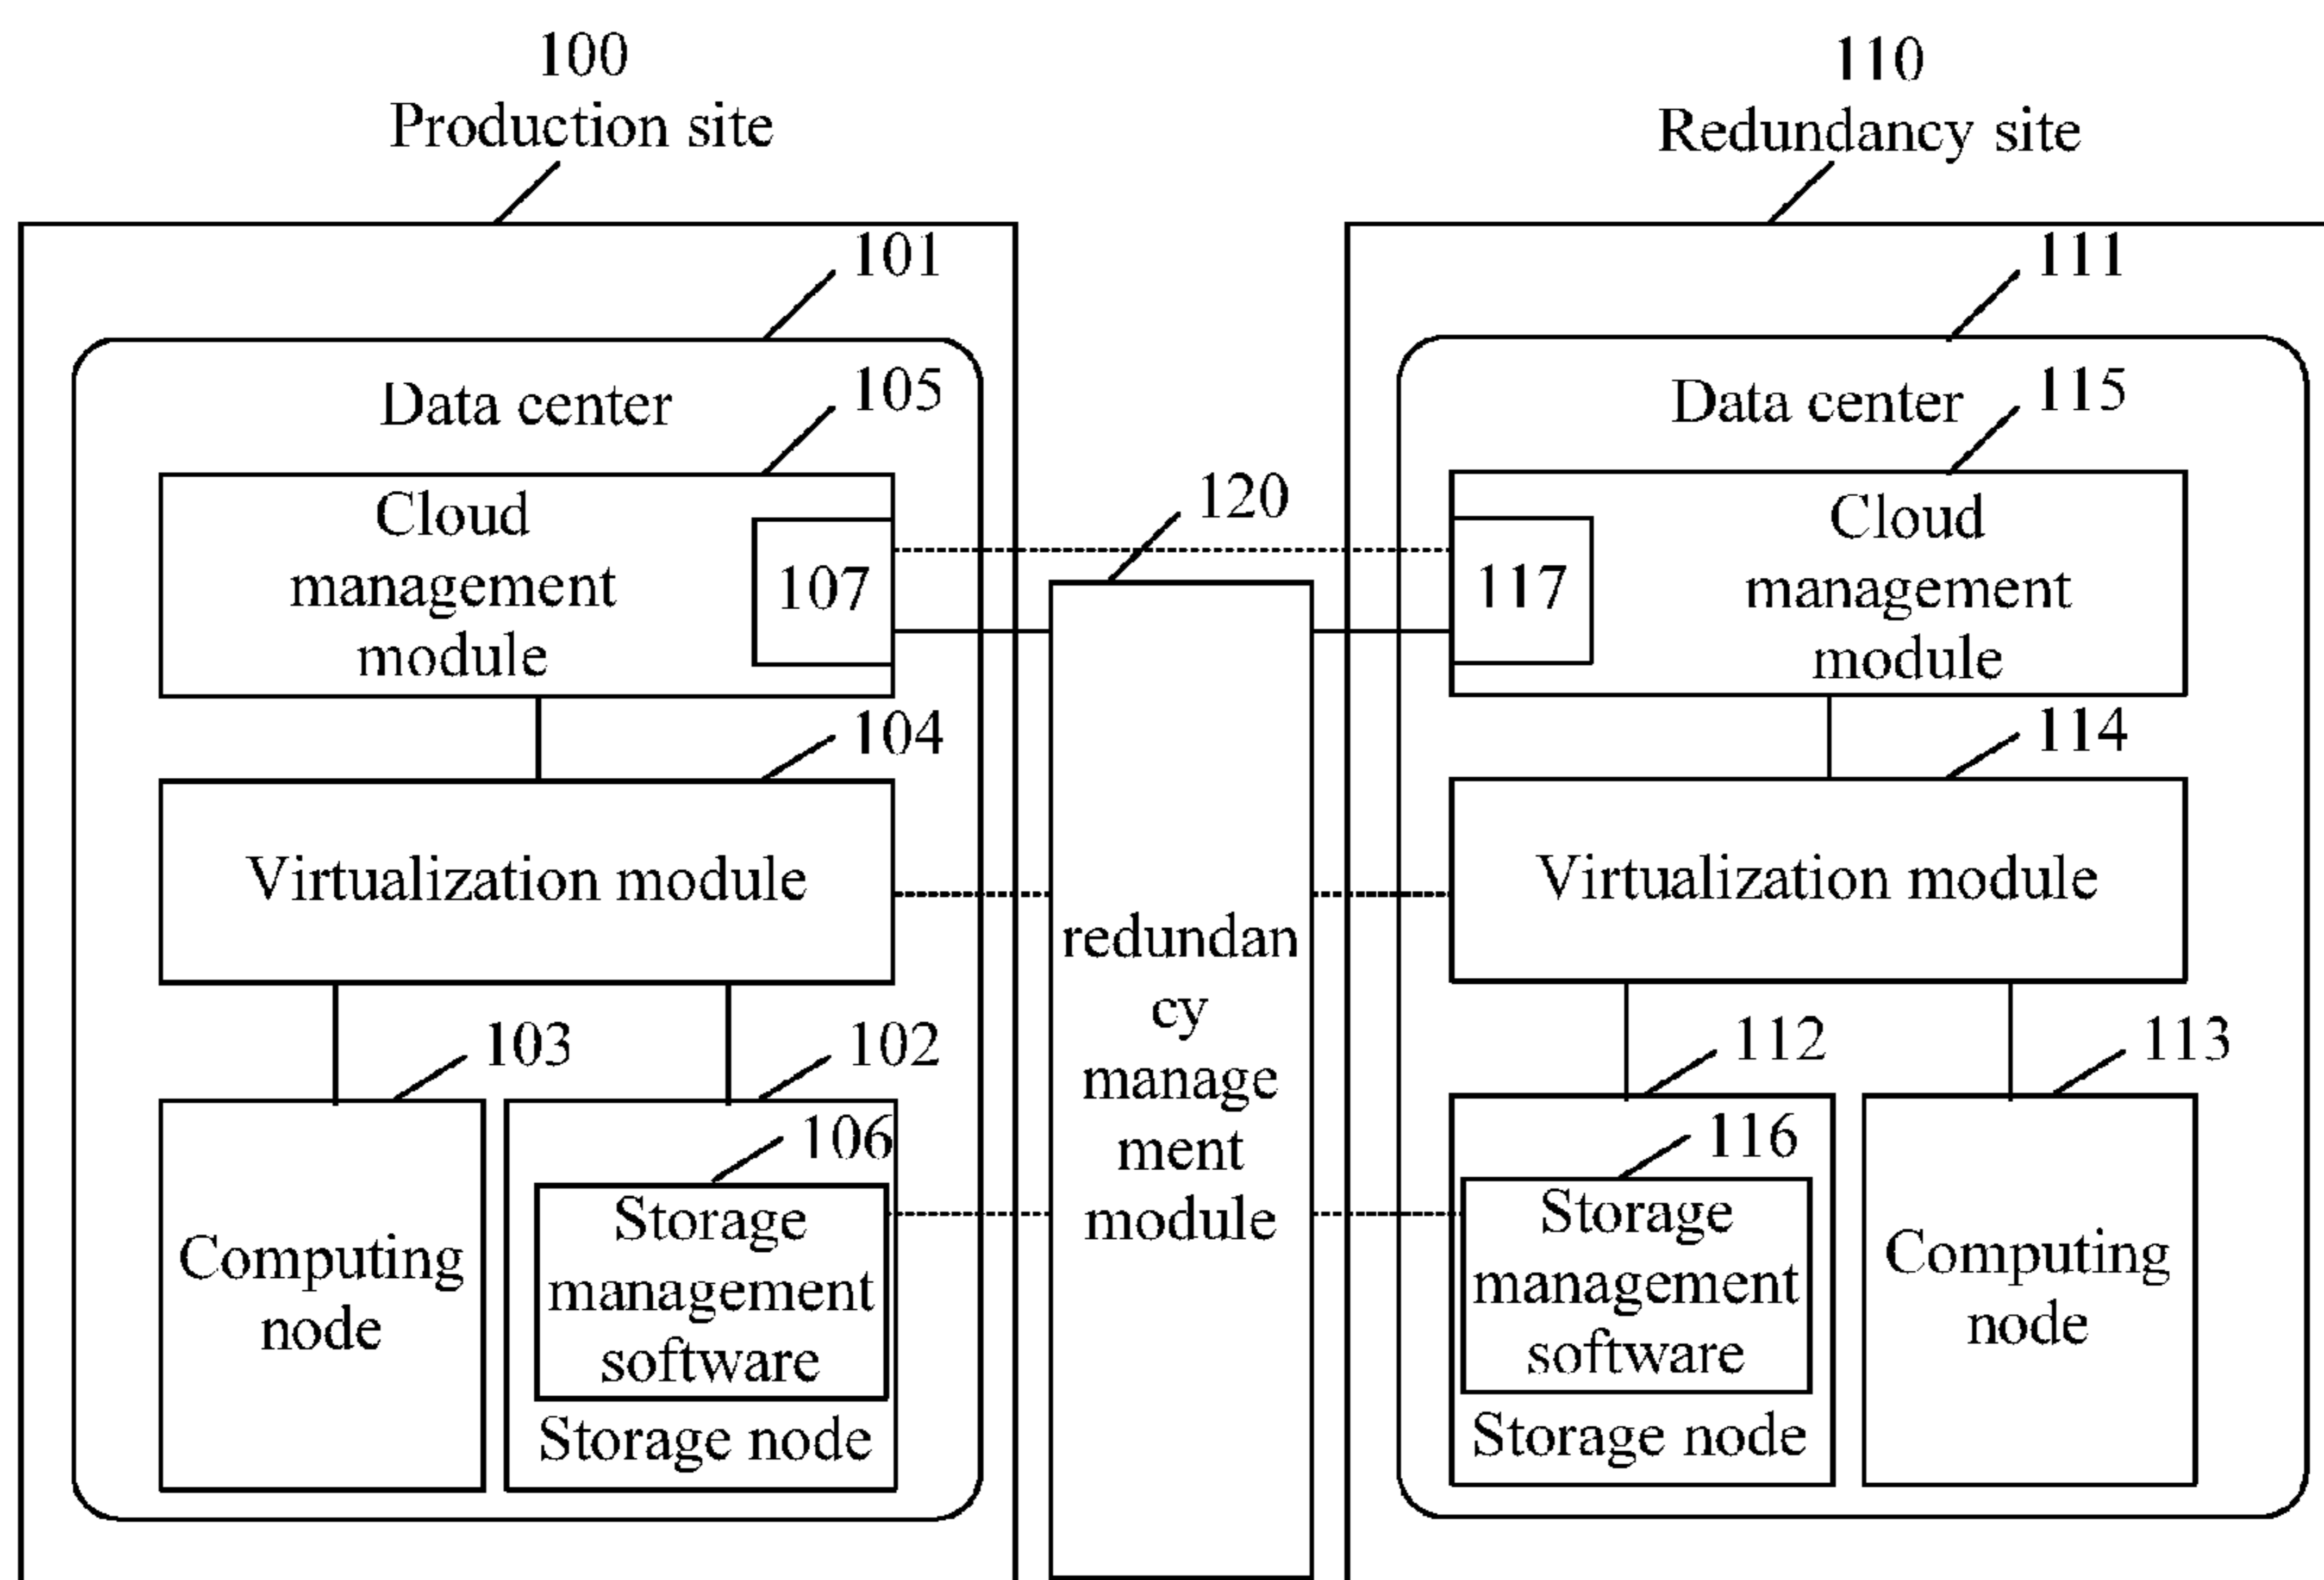 100
Production site
110
Redundancy site
101
Data center
105
Cloud
management
module
107
104
Virtualization module
103
Computing
node
102
106
Storage
management
software
Storage node
120
redundan
cy
manage
ment
module
111
Data center
115
117
Cloud
management
module
114
Virtualization module
112
116
Storage
management
software
Storage node
113
Computing
node